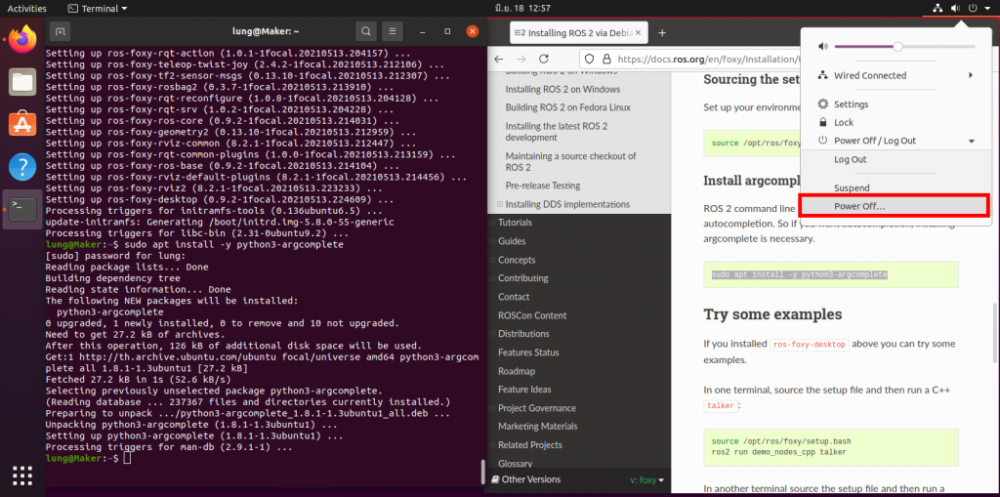 Activities
Terminal
มิ.ย. 18 12:57
lung@Maker: ~
Setting up ros-foxy-rqt-action (1.0.1-1focal.20210513.204157) ...
Setting up ros-foxy-teleop-twist-joy (2.4.2-1focal.20210513.212106) ...
Setting up ros-foxy-tf2-sensor-msgs (0.13.10-1focal.20210513.212307) ...
Setting up ros-foxy-rosbag2 (0.3.7-1focal.20210513.213910) ...
Setting up ros-foxy-rqt-reconfigure (1.0.8-1focal.20210513.204128) ...
Setting up ros-foxy-rqt-srv (1.0.2-1focal.20210513.204228) ...
Setting up ros-foxy-ros-core (0.9.2-1focal.20210513.214031) ...
Setting up ros-foxy-geometry2 (0.13.10-1focal.20210513.212959) ...
Setting up ros-foxy-rviz-common (8.2.1-1focal.20210513.212447) ...
Setting up ros-foxy-rqt-common-plugins (1.0.0-1focal.20210513.213159) ...
Setting up ros-foxy-ros-base (0.9.2-1focal.20210513.214104) ...
Setting up ros-foxy-rviz-default-plugins (8.2.1-1focal.20210513.214456) ...
Setting up ros-foxy-rviz2 (8.2.1-1focal.20210513.223233) ...
Setting up ros-foxy-desktop (0.9.2-1focal.20210513.224609) ...
Processing triggers for initramfs-tools (0.136ubuntu6.5) ...
update-initramfs: Generating /boot/initrd.img-5.8.0-55-generic
Processing triggers for libc-bin (2.31-0ubuntu9.2) ...
lung@Maker:~$ sudo apt install -y python3-argcomplete
[sudo] password for lung:
Reading package lists... Done
Building dependency tree
Reading state information... Done
The following NEW packages will be installed:
python3-argcomplete
0 upgraded, 1 newly installed, 0 to remove and 10 not upgraded.
Need to get 27.2 kB of archives.
After this operation, 126 kB of additional disk space will be used.
Get:1 http://th.archive.ubuntu.com/ubuntu focal/universe amd64 python3-argcom
plete all 1.8.1-1.3ubuntu1 [27.2 kB]
Fetched 27.2 kB in 1s (52.6 kB/s)
Selecting previously unselected package python3-argcomplete.
(Reading database ... 237367 files and directories currently installed.)
Preparing to unpack .../python3-argcomplete_1.8.1-1.3ubuntu1_all.deb ...
Unpacking python3-argcomplete (1.8.1-1.3ubuntu1) ...
Setting up python3-argcomplete (1.8.1-1.3ubuntu1) ...
Processing triggers for man-db (2.9.1-1) ...
lung@Maker:~$
Installing ROS 2 via Debia
https://docs.ros.org/en/foxy/Installation/
Building ROS 2 on Windows
Installing ROS 2 on Windows
Building ROS 2 on Fedora Linux
Installing the latest ROS 2
development
Maintaining a source checkout of
ROS 2
Pre-release Testing
Installing DDS implementations
Tutorials
Guides
Concepts
Contributing
Contact
ROSCon Content
Distributions
Features Status
Roadmap
Feature Ideas
Project Governance
Marketing Materials
Related Projects
Glossary
Other Versions
v: foxy
Sourcing the set
Set up your environme
source /opt/ros/foxy
Install argcompl
ROS 2 command line
autocompletion. So if you want autocompletion, installing
argcomplete is necessary.
sudo apt install -y python3-argcomplete
Try some examples
If you installed ros-foxy-desktop above you can try some
examples.
In one terminal, source the setup file and then run a C++
talker :
source /opt/ros/foxy/setup.bash
ros2 run demo_nodes_cpp talker
In another terminal source the setup file and then run a
Wired Connected
Settings
Lock
Power Off / Log Out
Log Out
Suspend
Power Off...